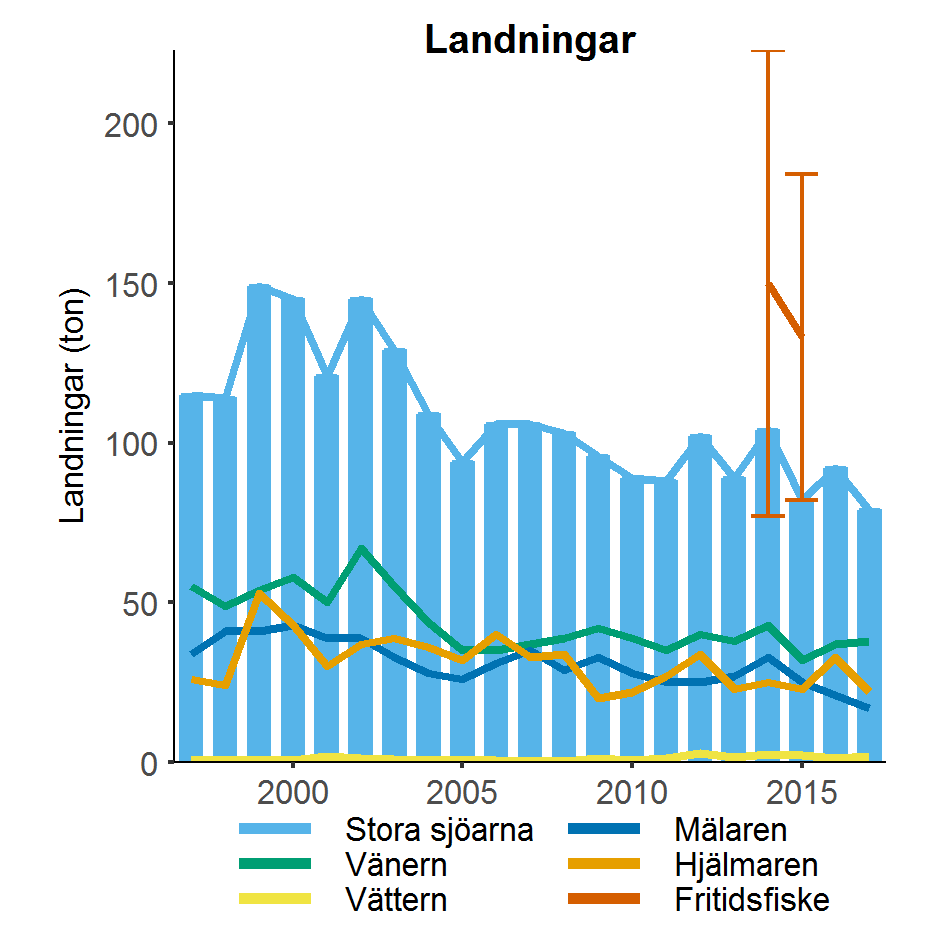 Landningar
Landningar (ton)
200
150
100
50
0
2000 2005 2010 2015
Stora sjöarna Mälaren
Vänern Hjälmaren
Vättern Fritidsfiske